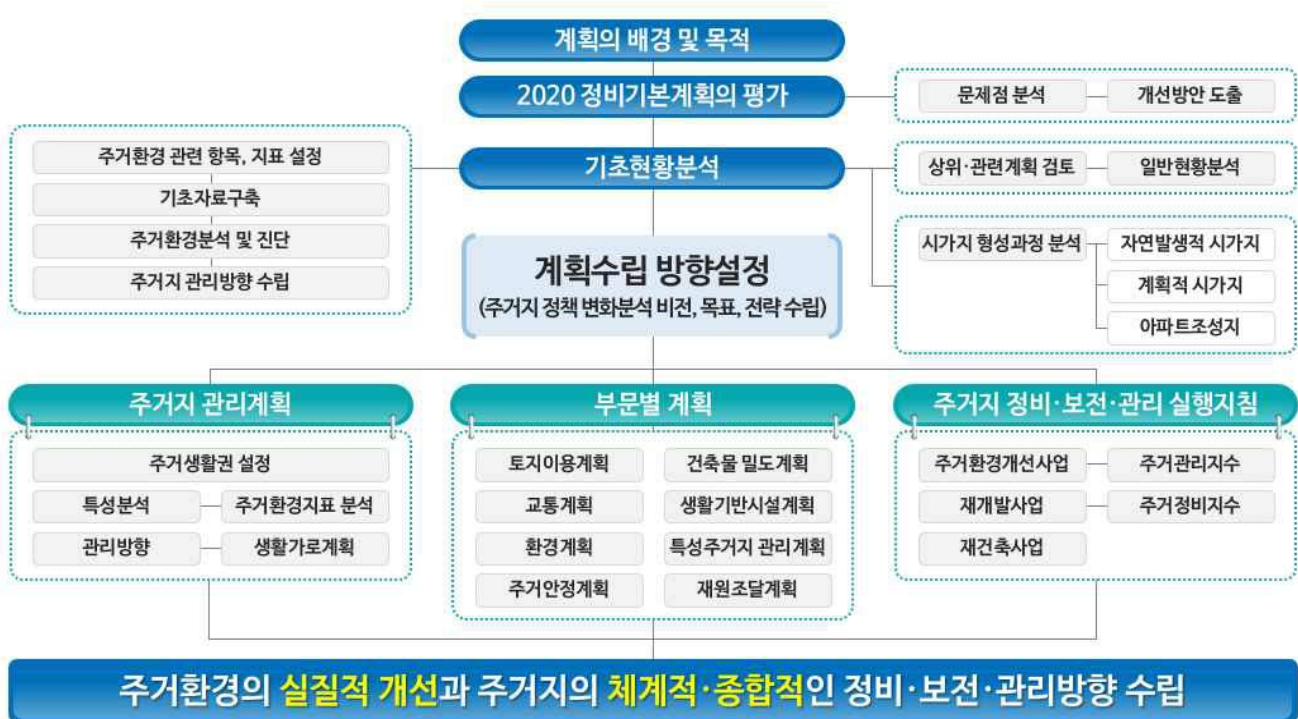 계획의 배경 및 목적
2020 정비기본계획의 평가
문제점 분석
개선방안 도출
주거환경 관련 항목, 지표 설정
기초자료구축
주거환경분석 및 진단
주거지 관리방향 수립
기초현황분석
상위·관련계획 검토
일반현황분석
시가지 형성과정 분석
자연발생적 시가지
계획적 시가지
아파트조성지
계획수립 방향설정
(주거지 정책 변화분석 비전, 목표, 전략 수립)
주거지 관리계획
주거생활권 설정
특성분석
주거환경지표 분석
관리방향
생활가로계획
부문별 계획
토지이용계획
건축물 밀도계획
교통계획
생활기반시설계획
환경계획
특성주거지 관리계획
주거안정계획
재원조달계획
주거지 정비·보전·관리 실행지침
주거환경개선사업
주거관리지수
재개발사업
주거정비지수
재건축사업
주거환경의 실질적 개선과 주거지의 체계적·종합적인 정비·보전·관리방향 수립